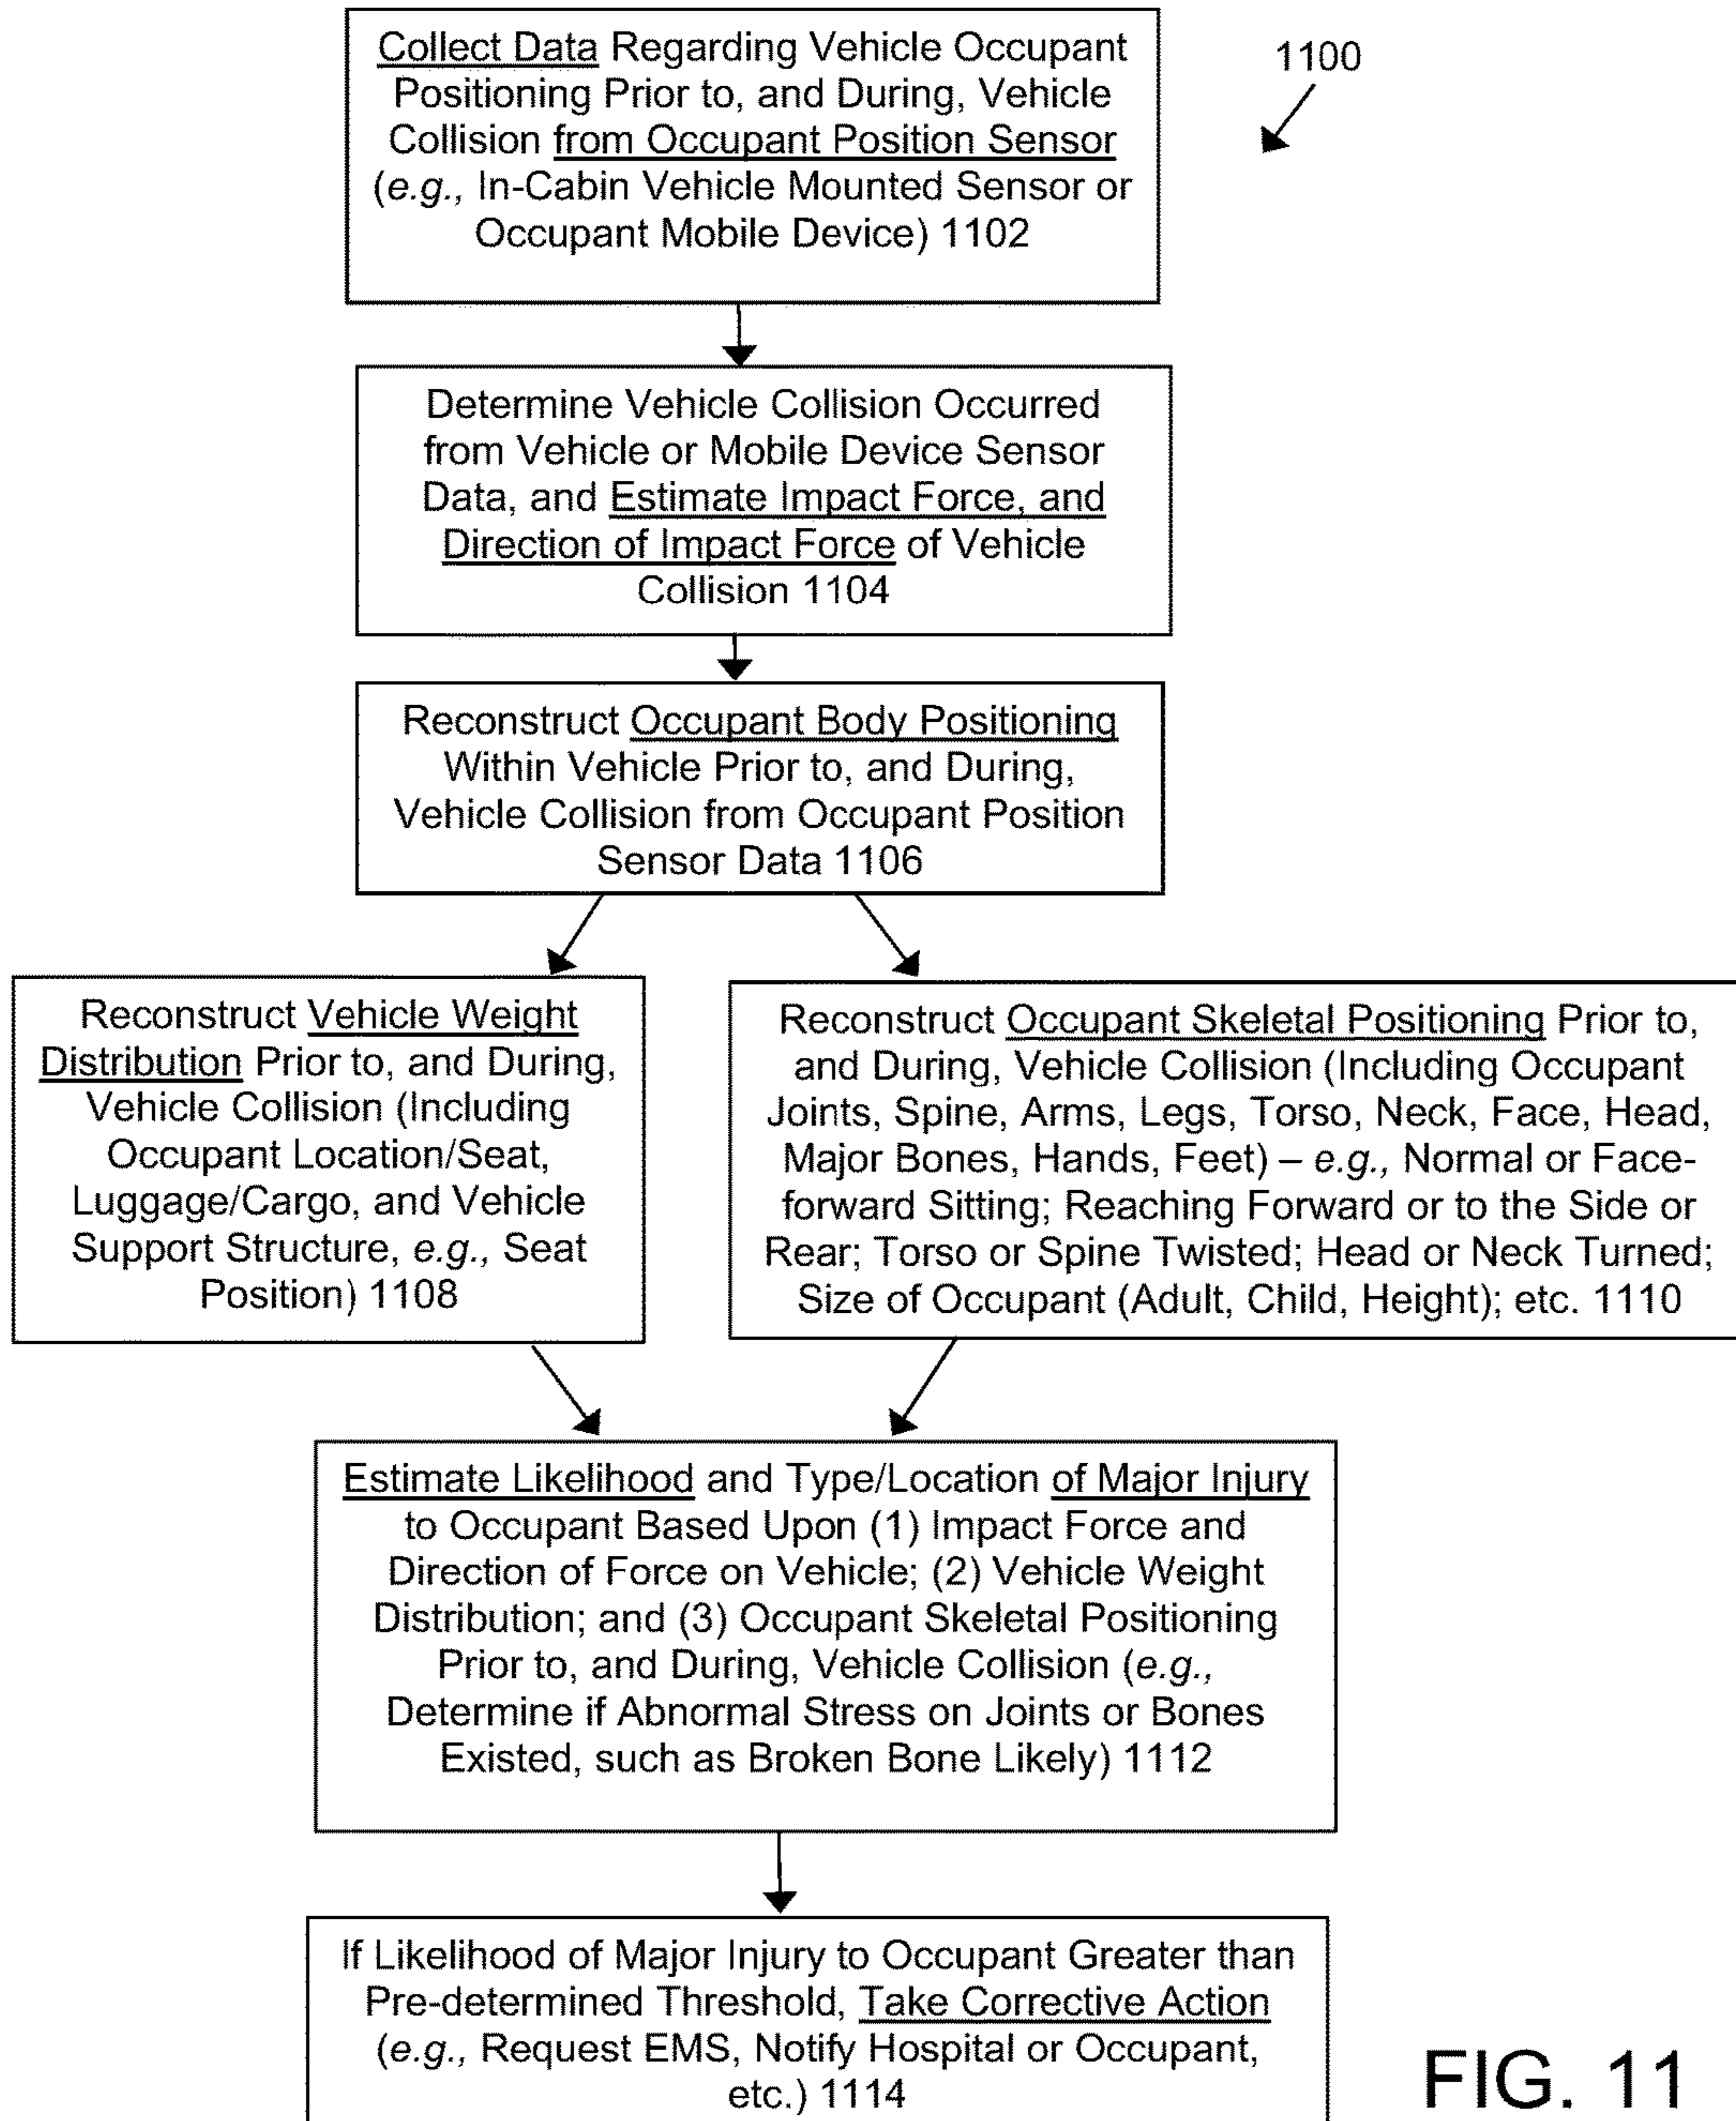 Collect Data Regarding Vehicle Occupant
Positioning Prior to, and During, Vehicle
Collision from Occupant Position Sensor
(e.g., In-Cabin Vehicle Mounted Sensor or
Occupant Mobile Device) 1102
1100
Determine Vehicle Collision Occurred
from Vehicle or Mobile Device Sensor
Data, and Estimate Impact Force, and
Direction of Impact Force of Vehicle
Collision 1104
Reconstruct Occupant Body Positioning
Within Vehicle Prior to, and During,
Vehicle Collision from Occupant Position
Sensor Data 1106
Reconstruct Vehicle Weight
Distribution Prior to, and During,
Vehicle Collision (Including
Occupant Location/Seat,
Luggage/Cargo, and Vehicle
Support Structure, e.g., Seat
Position) 1108
Reconstruct Occupant Skeletal Positioning Prior to,
and During, Vehicle Collision (Including Occupant
Joints, Spine, Arms, Legs, Torso, Neck, Face, Head,
Major Bones, Hands, Feet) – e.g., Normal or Face-
forward Sitting; Reaching Forward or to the Side or
Rear; Torso or Spine Twisted; Head or Neck Turned;
Size of Occupant (Adult, Child, Height); etc. 1110
Estimate Likelihood and Type/Location of Major Injury
to Occupant Based Upon (1) Impact Force and
Direction of Force on Vehicle; (2) Vehicle Weight
Distribution; and (3) Occupant Skeletal Positioning
Prior to, and During, Vehicle Collision (e.g.,
Determine if Abnormal Stress on Joints or Bones
Existed, such as Broken Bone Likely) 1112
If Likelihood of Major Injury to Occupant Greater than
Pre-determined Threshold, Take Corrective Action
(e.g., Request EMS, Notify Hospital or Occupant,
etc.) 1114
FIG. 11